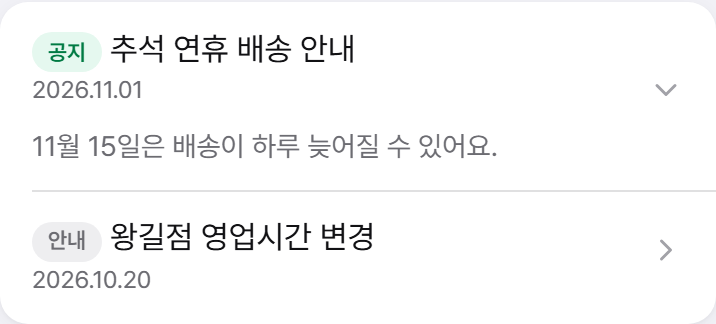 공지 추석 연휴 배송 안내
2026.11.01
11월 15일은 배송이 하루 늦어질 수 있어요.
안내 왕길점 영업시간 변경
2026.10.20